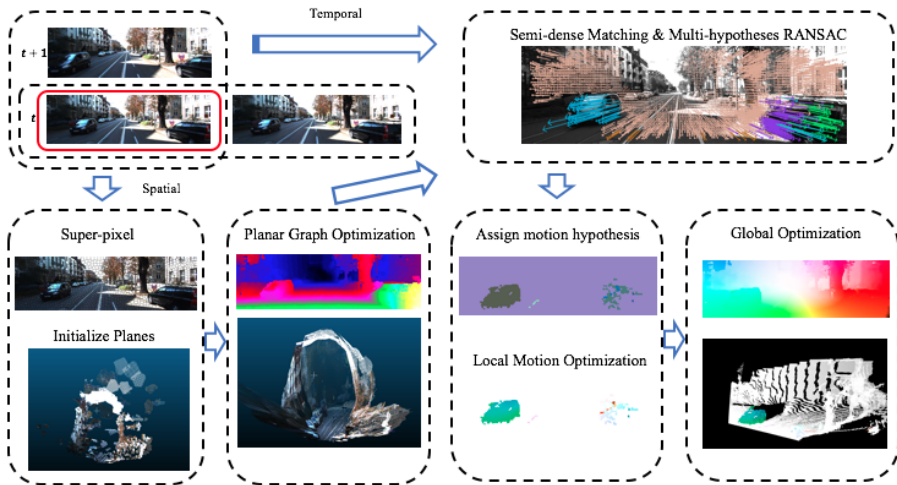 Temporal
t + 1
Semi-dense Matching & Multi-hypotheses RANSAC
t
Spatial
Super-pixel
Planar Graph Optimization
Assign motion hypothesis
Global Optimization
Initialize Planes
Local Motion Optimization